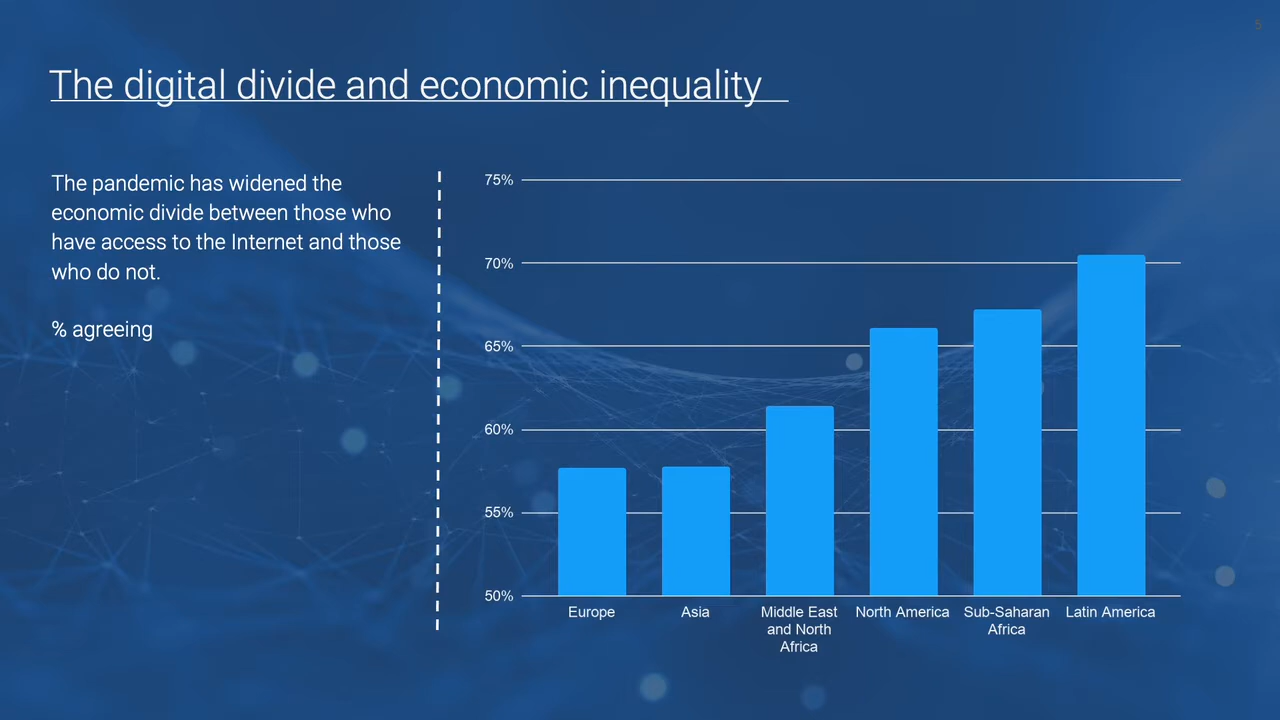 5
The digital divide and economic inequality
The pandemic has widened the
economic divide between those who
have access to the Internet and those
who do not.
% agreeing
75%
70%
65%
60%
55%
50%
Europe
Asia
Middle East
and North
Africa
North America
Sub-Saharan
Africa
Latin America